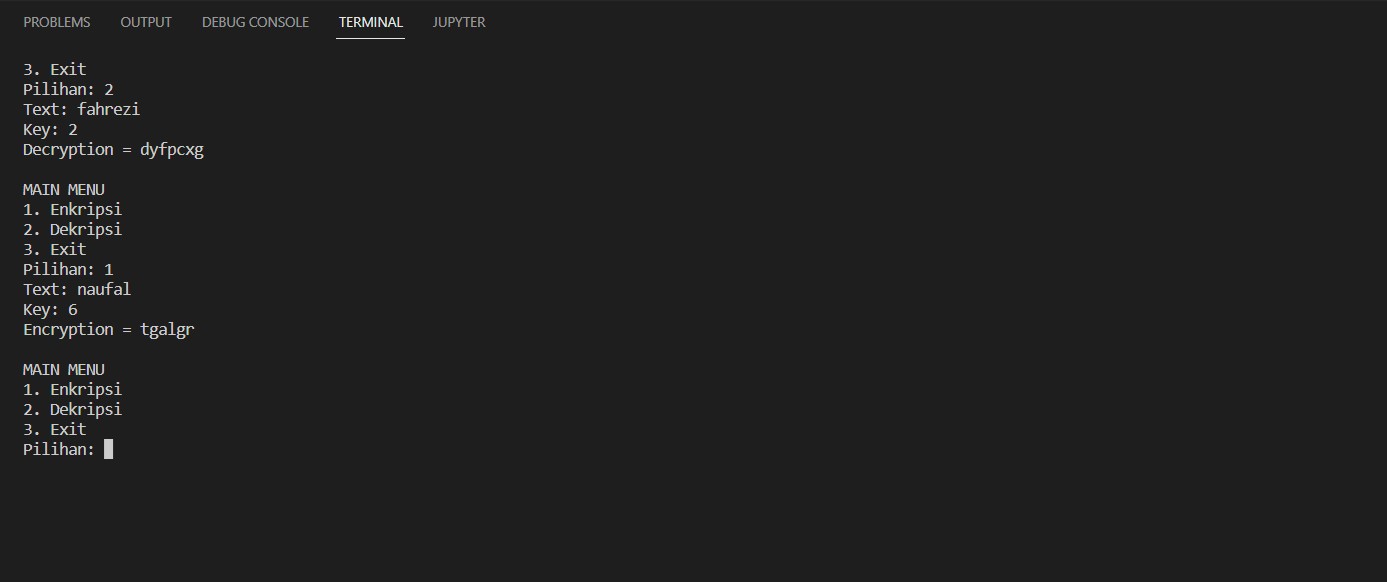 PROBLEMS OUTPUT DEBUG CONSOLE TERMINAL JUPYTER
3. Exit
Pilihan: 2
Text: fahrezi
Key: 2
Decryption = dyfpcxg
MAIN MENU
1. Enkripsi
2. Dekripsi
3. Exit
Pilihan: 1
Text: naufal
Key: 6
Encryption = tgalgr
MAIN MENU
1. Enkripsi
2. Dekripsi
3. Exit
Pilihan: